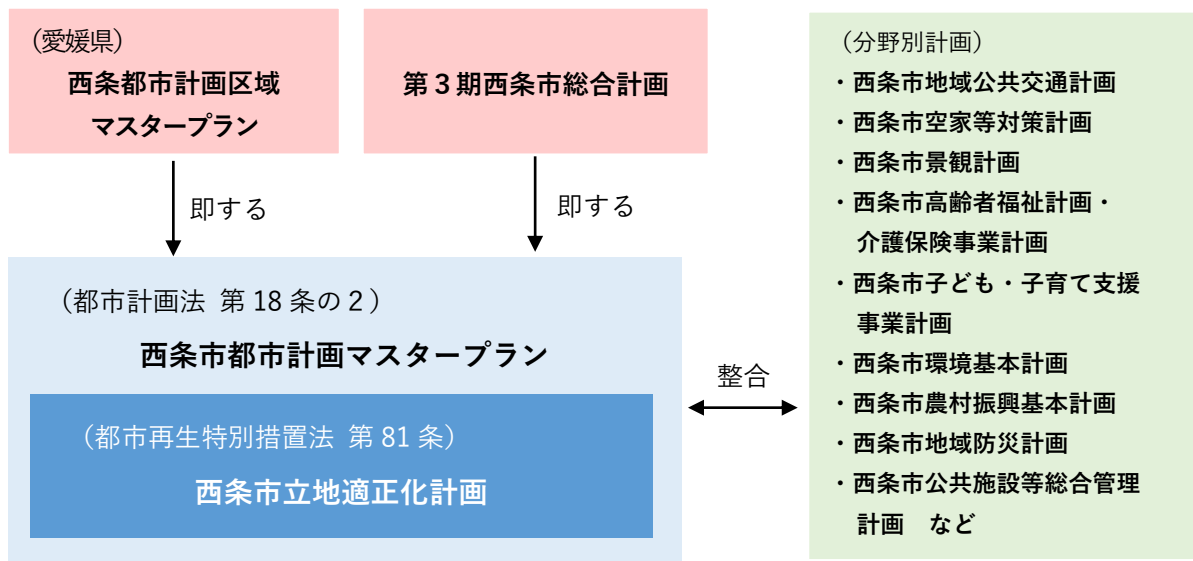 （愛媛県）
西条都市計画区域
マスタープラン
第３期西条市総合計画
即する
即する
（都市計画法 第 18 条の２）
西条市都市計画マスタープラン
（都市再生特別措置法 第 81 条）
西条市立地適正化計画
整合
（分野別計画）
・西条市地域公共交通計画
・西条市空家等対策計画
・西条市景観計画
・西条市高齢者福祉計画・
介護保険事業計画
・西条市子ども・子育て支援
事業計画
・西条市環境基本計画
・西条市農村振興基本計画
・西条市地域防災計画
・西条市公共施設等総合管理
計画　など